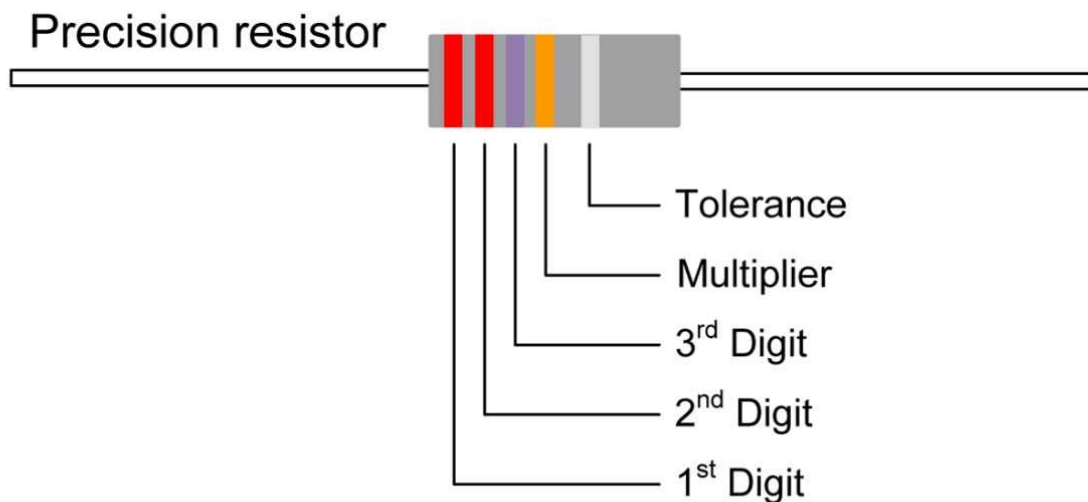 Precision resistor
Tolerance
Multiplier
3rd Digit
2nd Digit
1st Digit